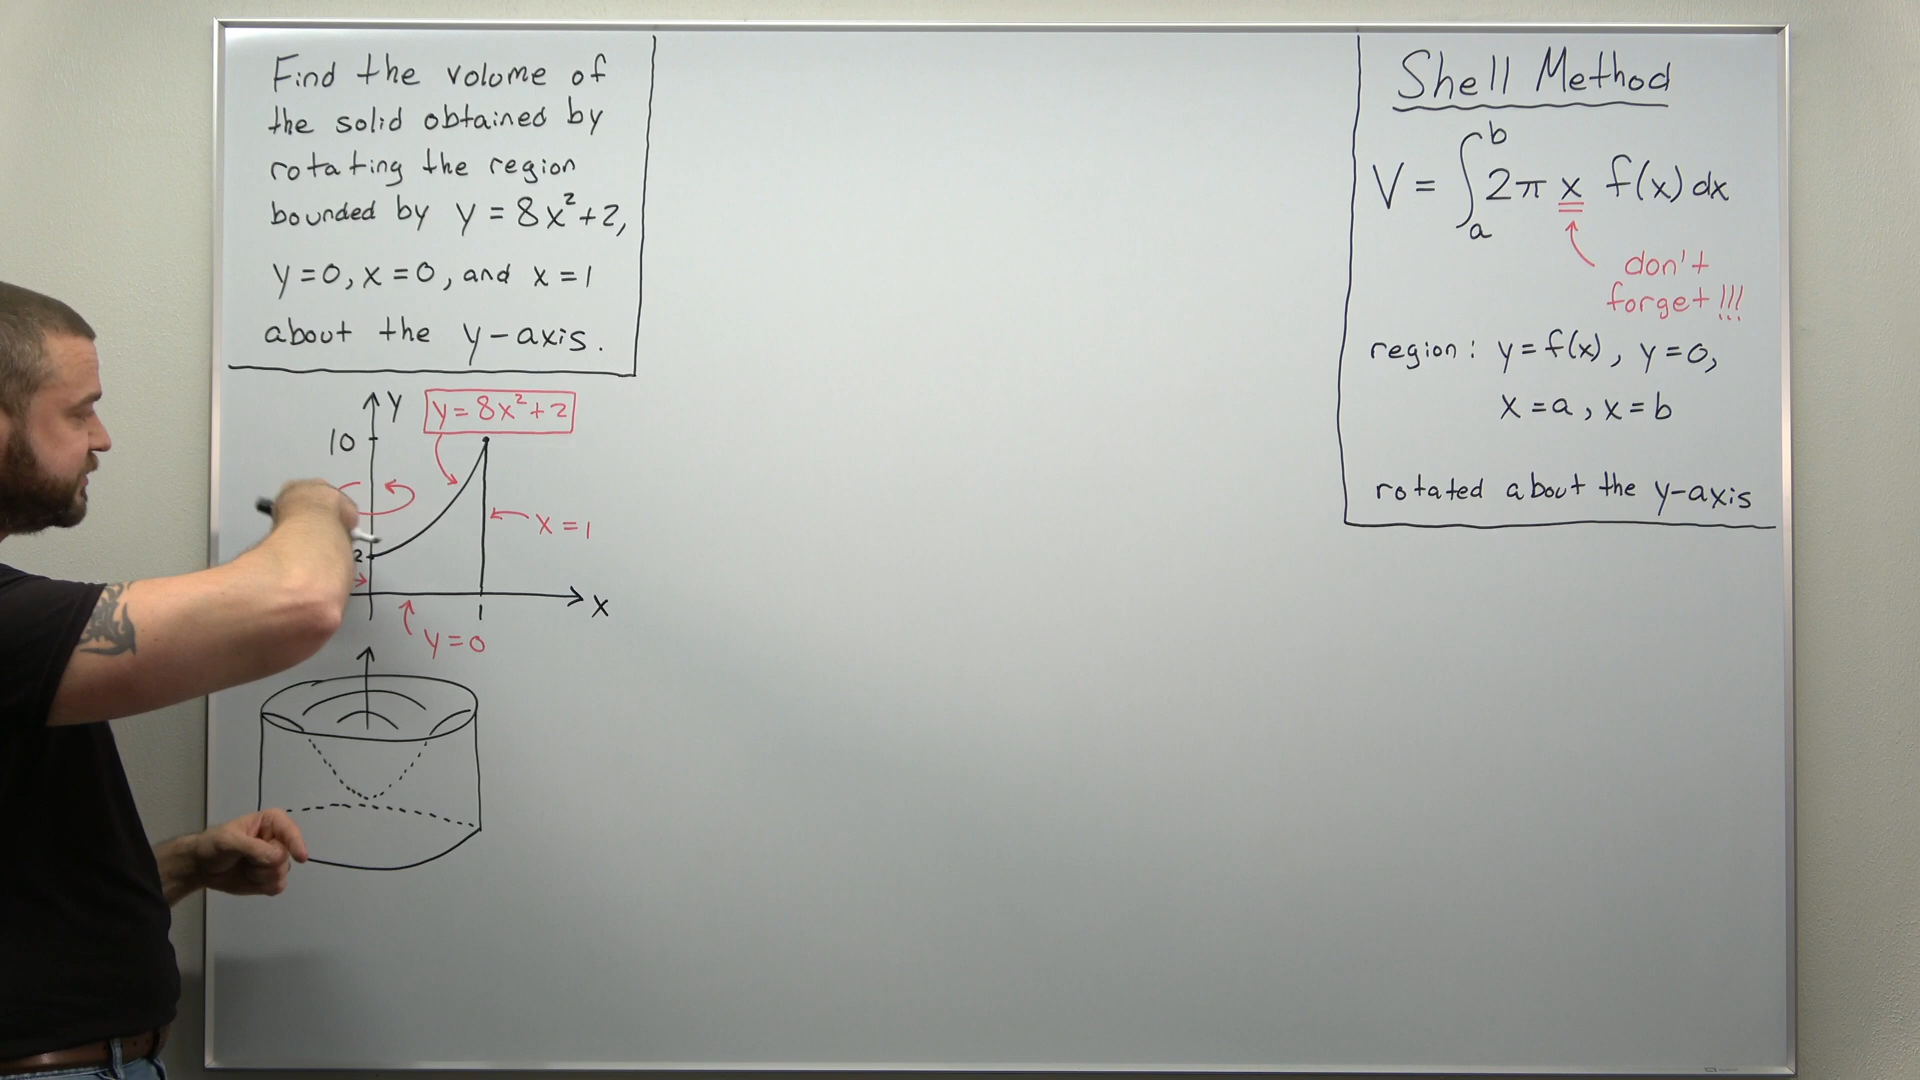 Find the volume of
the solid obtained by
rotating the region
bounded by y = 8x²+2,
y=0, x=0, and x=1
about the y-axis.
y
y=8x²+2
10
x=1
2
x
1
y=0
Shell Method
V = ∫ₐᵇ 2π x f(x) dx
don't
forget!!!
region: y=f(x), y=0,
x=a, x=b
rotated about the y-axis